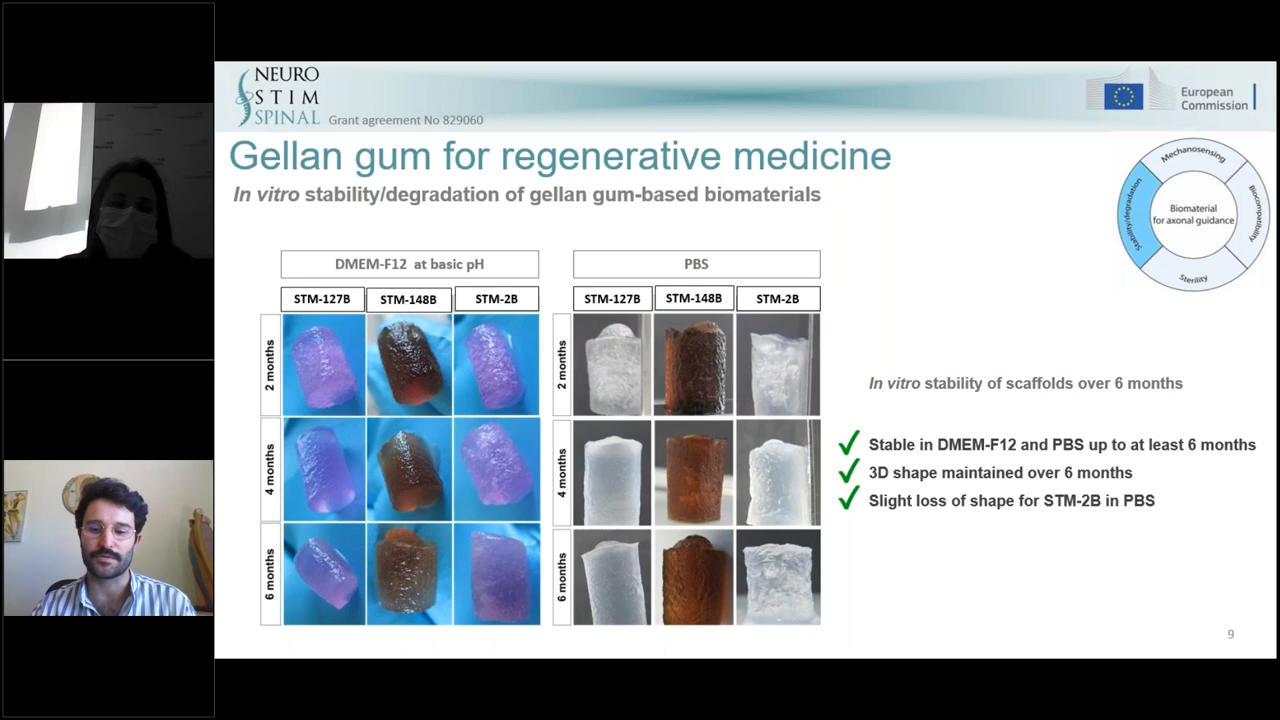 NEURO
STIM
SPINAL
Grant agreement No 829060
European
Commission
Gellan gum for regenerative medicine
In vitro stability/degradation of gellan gum-based biomaterials
Mechanosensing
Biocompatibility
Sterility
Stability/degradation
Biomaterial
for axonal guidance
DMEM-F12 at basic pH
PBS
STM-127B
STM-148B
STM-2B
STM-127B
STM-148B
STM-2B
2 months
4 months
6 months
2 months
4 months
6 months
In vitro stability of scaffolds over 6 months
Stable in DMEM-F12 and PBS up to at least 6 months
3D shape maintained over 6 months
Slight loss of shape for STM-2B in PBS
9